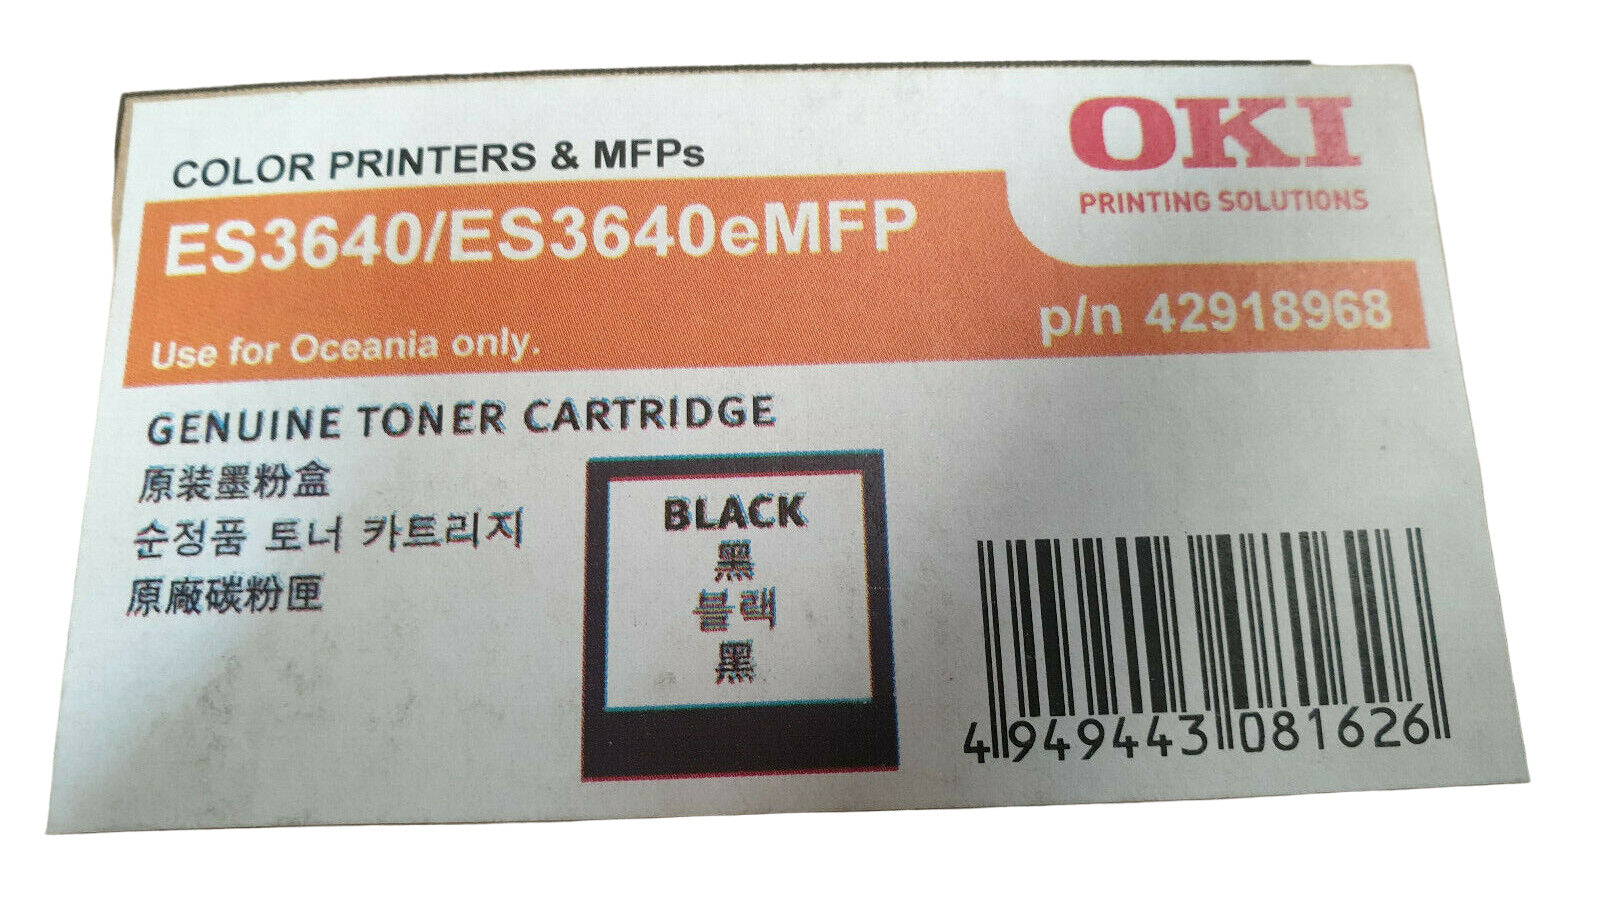 COLOR PRINTERS & MFPs
OKI
PRINTING SOLUTIONS
ES3640/ES3640eMFP
p/n 42918968
Use for Oceania only.
GENUINE TONER CARTRIDGE
原装墨粉盒
순정품 토너 카트리지
原廠碳粉匣
BLACK
黑
블랙
黑
4 949443 081626